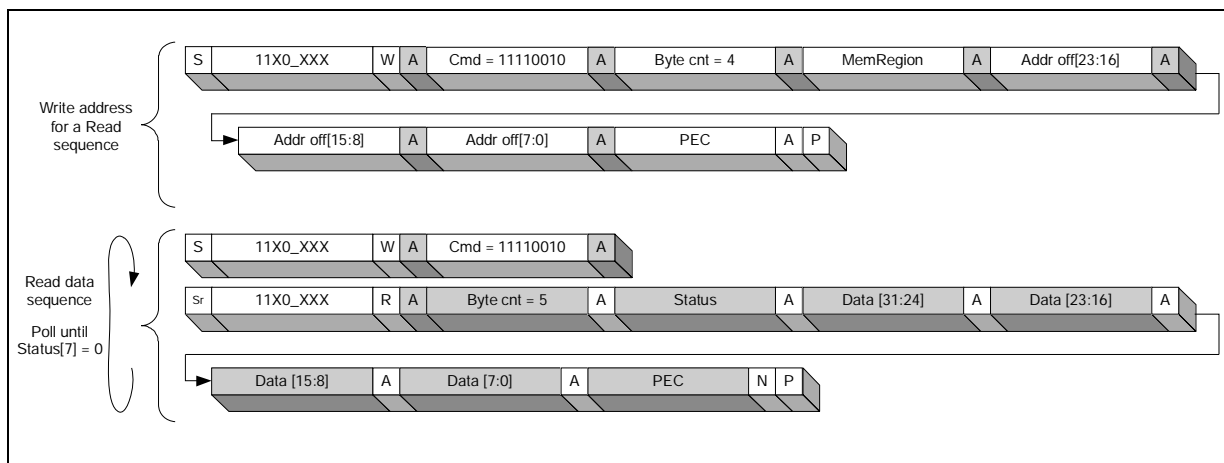 S 11X0_XXX W A Cmd = 11110010 A Byte cnt = 4 A MemRegion A Addr off[23:16] A
Write address
for a Read
sequence
Addr off[15:8] A Addr off[7:0] A PEC A P
S 11X0_XXX W A Cmd = 11110010 A
Read data
sequence
Poll until
Status[7] = 0
Sr 11X0_XXX R A Byte cnt = 5 A Status A Data [31:24] A Data [23:16] A
Data [15:8] A Data [7:0] A PEC N P